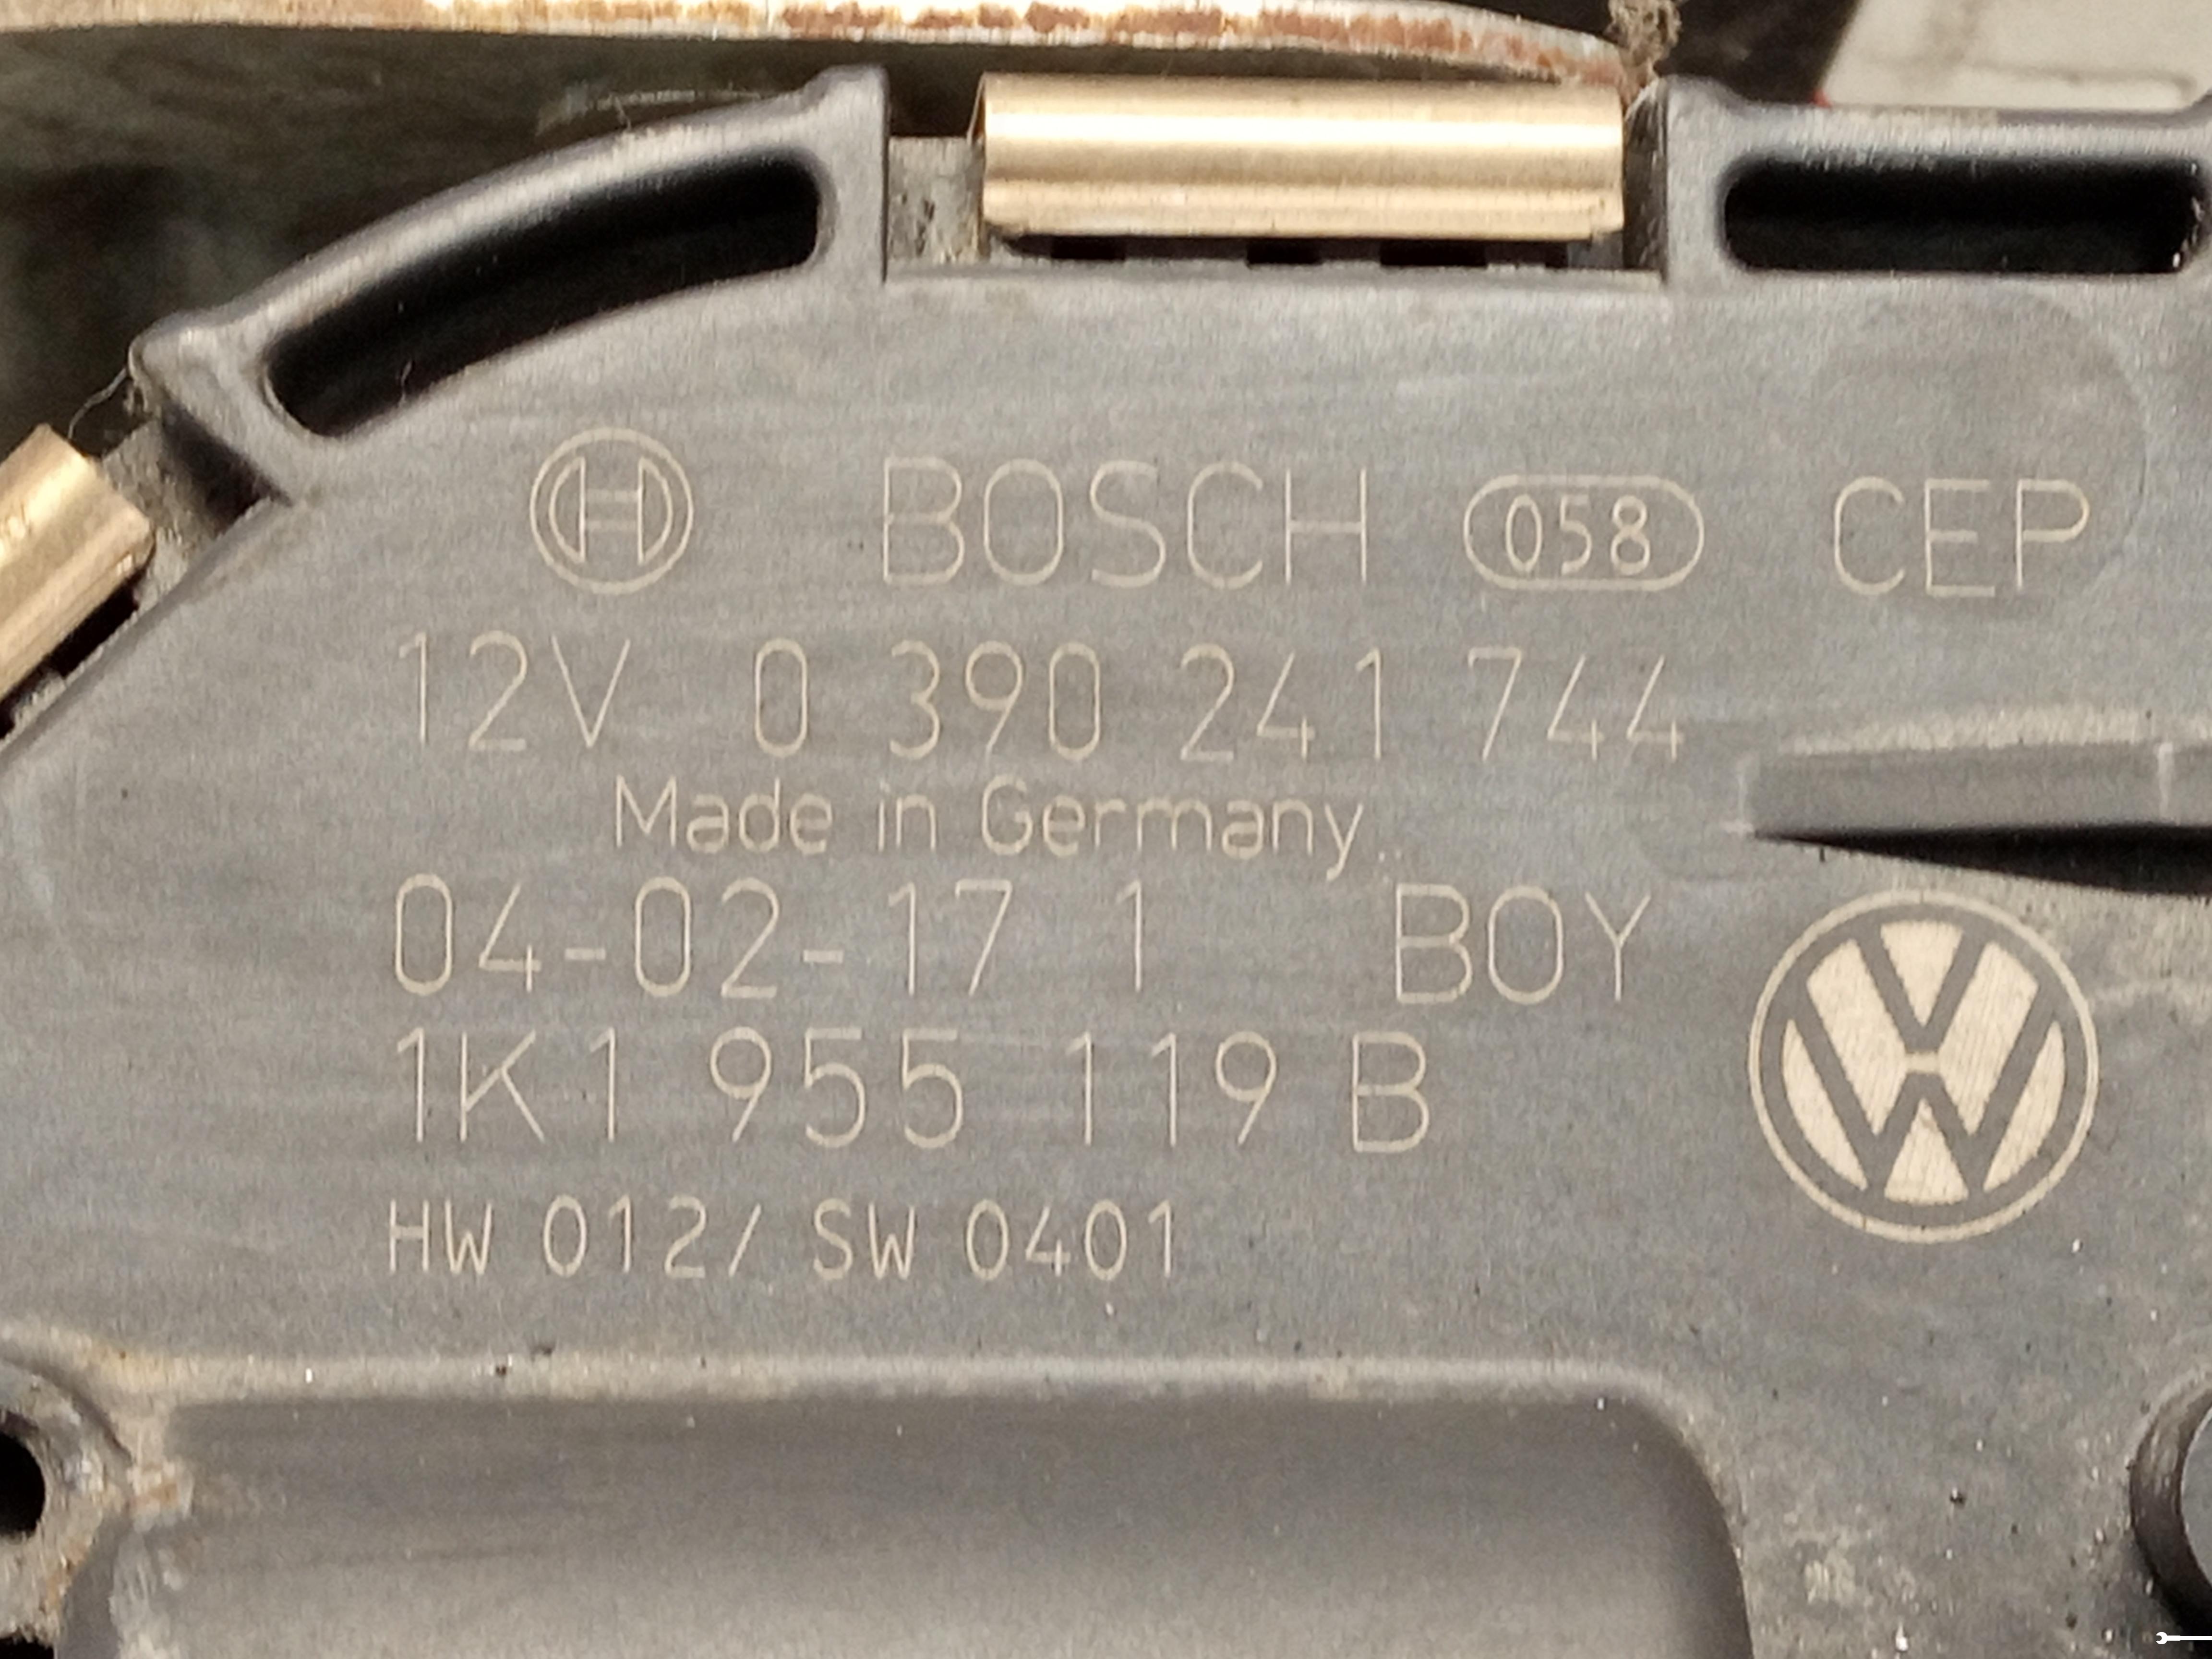 BOSCH 058 CEP
12V 0 390 241 744
Made in Germany
04-02-17 1 BOY
1K1 955 119 B
HW 012/ SW 0401